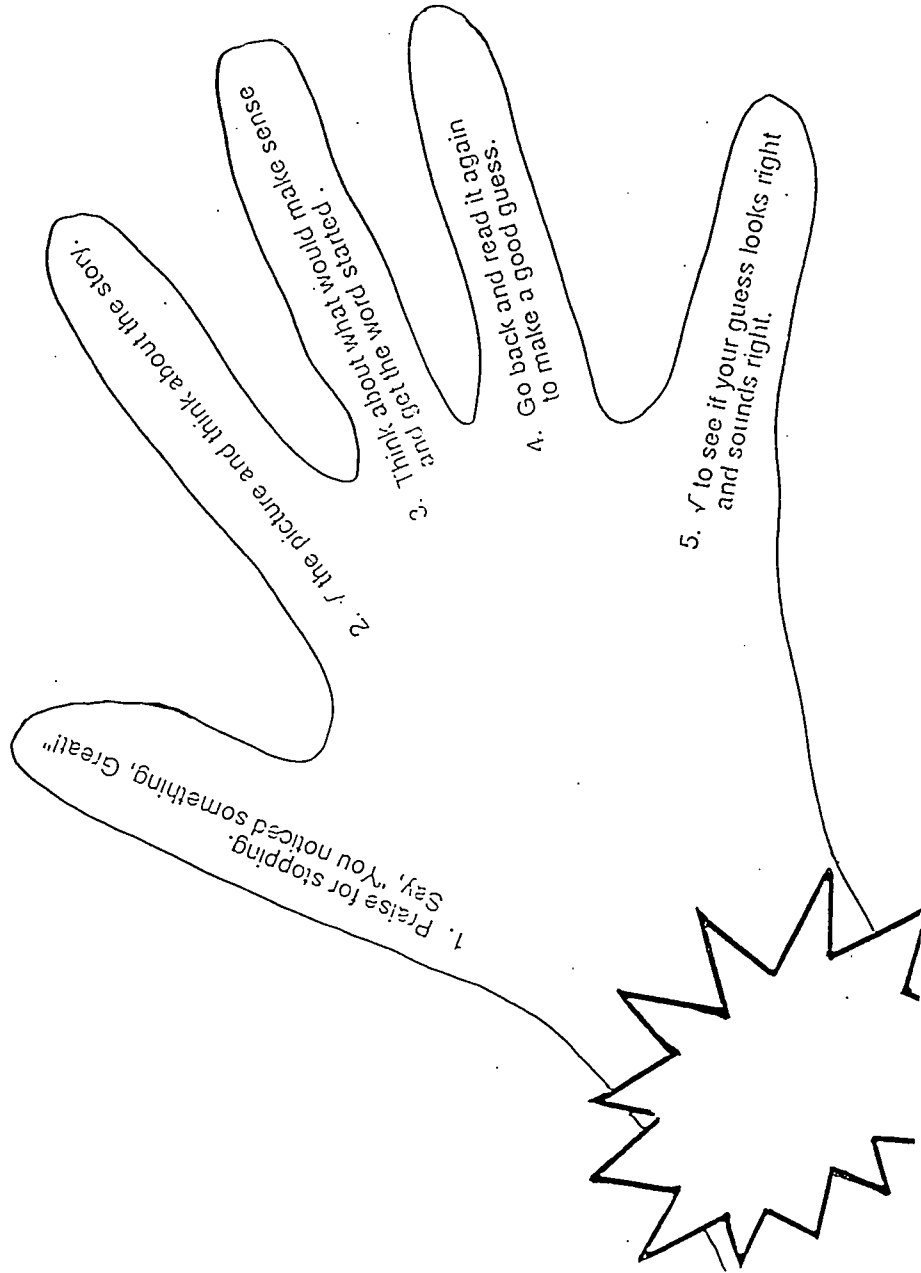 1. Praise for stopping.
Say, "You noticed something, Great!"
2. √ the picture and think about the story.
3. Think about what would make sense
and get the word started.
4. Go back and read it again
to make a good guess.
5. √ to see if your guess looks right
and sounds right.